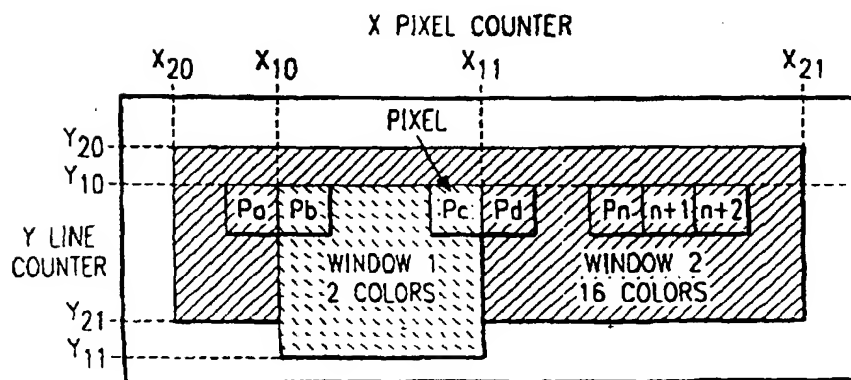 X PIXEL COUNTER
X20 X10 X11 X21
PIXEL
Y20
Y10
Pa Pb Pc Pd Pn n+1 n+2
Y LINE
COUNTER
WINDOW 1
2 COLORS
WINDOW 2
16 COLORS
Y21
Y11